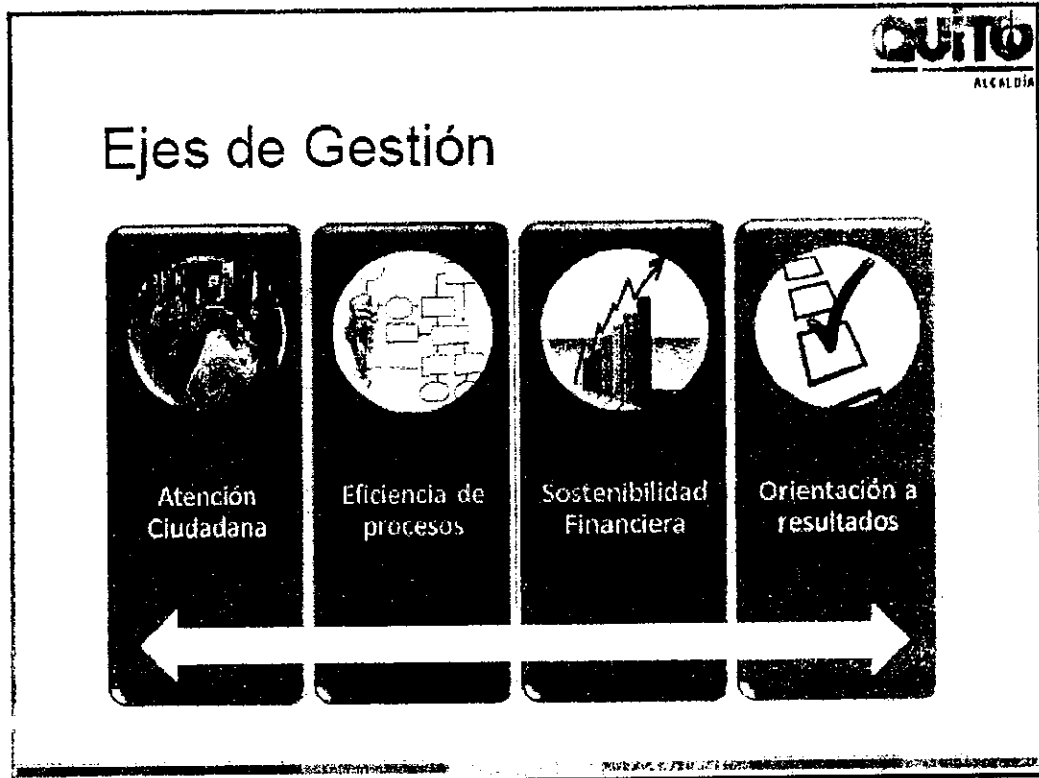 QUiTO
ALCALDÍA
Ejes de Gestión
Atención
Ciudadana
Eficiencia de
procesos
Sostenibilidad
Financiera
Orientación a
resultados